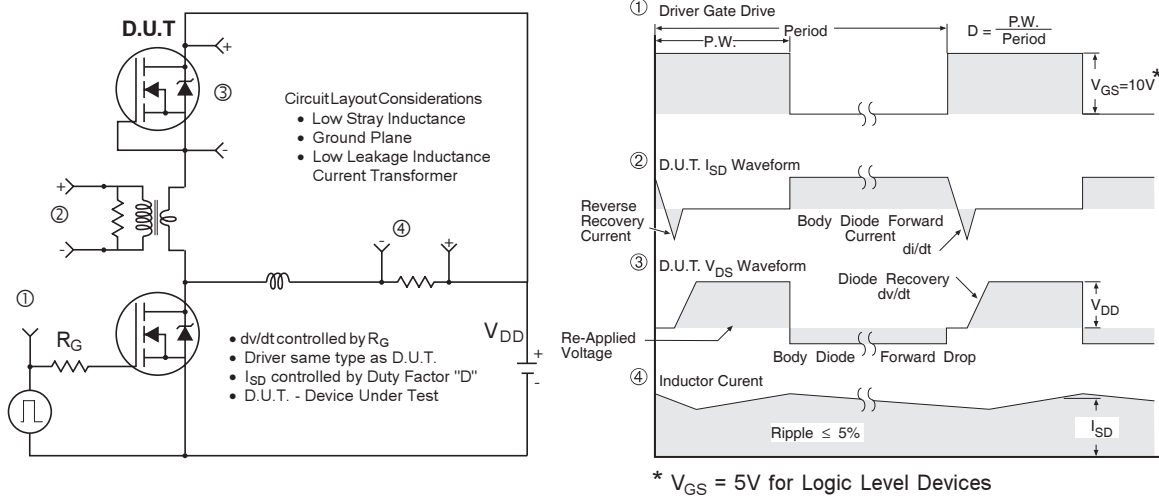 D.U.T
+
③
-
Circuit Layout Considerations
• Low Stray Inductance
• Ground Plane
• Low Leakage Inductance
Current Transformer
+
②
-
④
-
+
①
R_G
V_DD
+
-
• dv/dt controlled by R_G
• Driver same type as D.U.T.
• I_SD controlled by Duty Factor "D"
• D.U.T. - Device Under Test
① Driver Gate Drive
Period
P.W.
D = P.W.
Period
V_GS=10V*
② D.U.T. I_SD Waveform
Reverse
Recovery
Current
Body Diode Forward
Current
di/dt
③ D.U.T. V_DS Waveform
Diode Recovery
dv/dt
V_DD
Re-Applied
Voltage
Body Diode Forward Drop
④ Inductor Curent
Ripple ≤ 5%
I_SD
* V_GS = 5V for Logic Level Devices